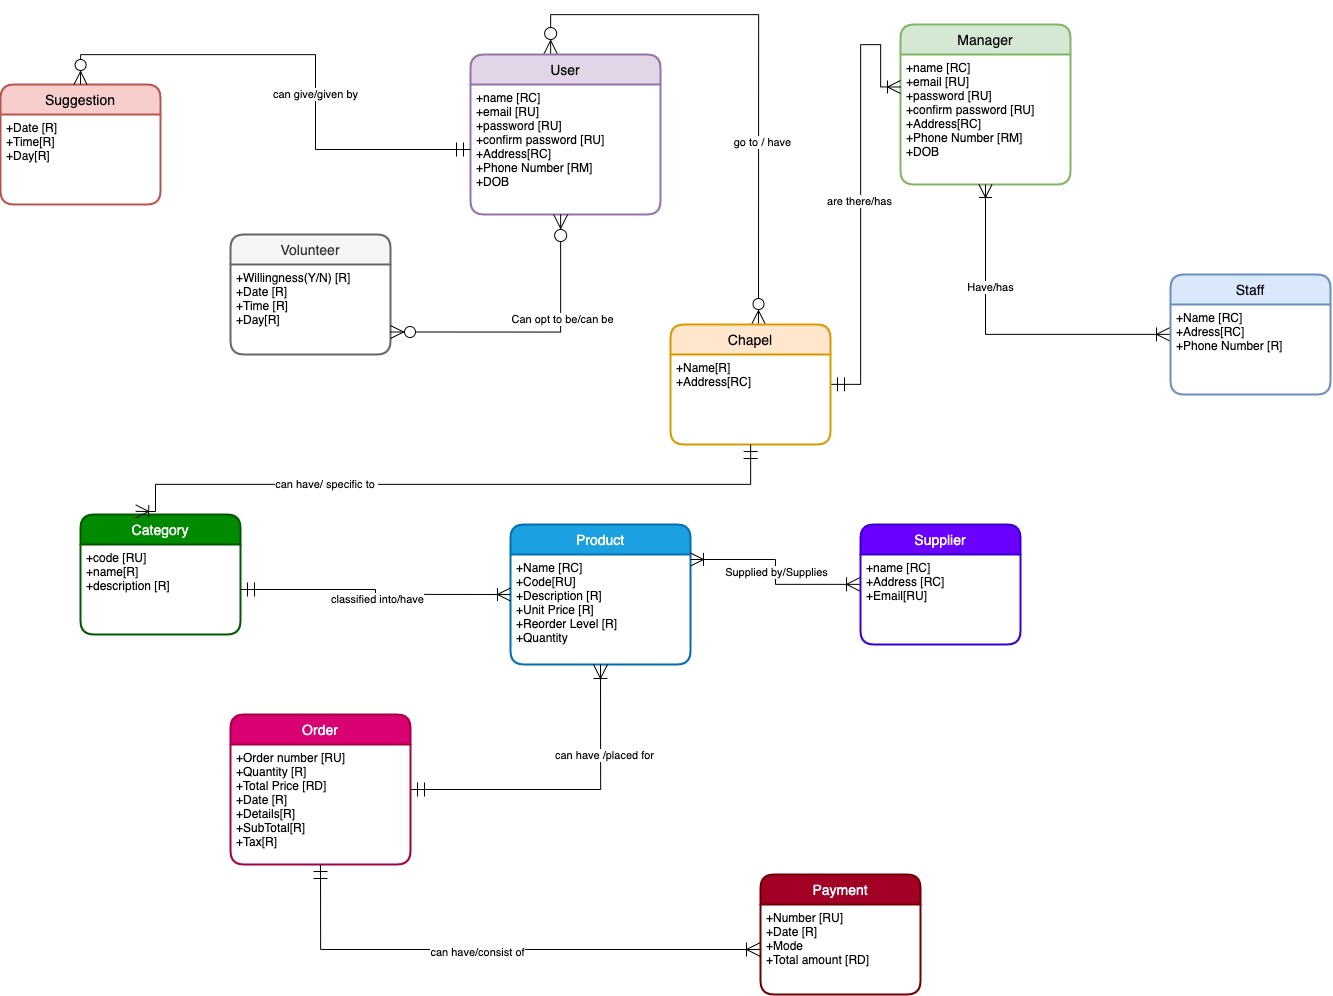 User
+name [RC]
+email [RU]
+password [RU]
+confirm password [RU]
+Address[RC]
+Phone Number [RM]
+DOB
Manager
+name [RC]
+email [RU]
+password [RU]
+confirm password [RU]
+Address[RC]
+Phone Number [RM]
+DOB
Suggestion
+Date [R]
+Time[R]
+Day[R]
can give/given by
go to / have
are there/has
Volunteer
+Willingness(Y/N) [R]
+Date [R]
+Time [R]
+Day[R]
Can opt to be/can be
Have/has
Staff
+Name [RC]
+Adress[RC]
+Phone Number [R]
Chapel
+Name[R]
+Address[RC]
can have/ specific to
Category
+code [RU]
+name[R]
+description [R]
classified into/have
Product
+Name [RC]
+Code[RU]
+Description [R]
+Unit Price [R]
+Reorder Level [R]
+Quantity
Supplied by/Supplies
Supplier
+name [RC]
+Address [RC]
+Email[RU]
Order
+Order number [RU]
+Quantity [R]
+Total Price [RD]
+Date [R]
+Details[R]
+SubTotal[R]
+Tax[R]
can have /placed for
can have/consist of
Payment
+Number [RU]
+Date [R]
+Mode
+Total amount [RD]